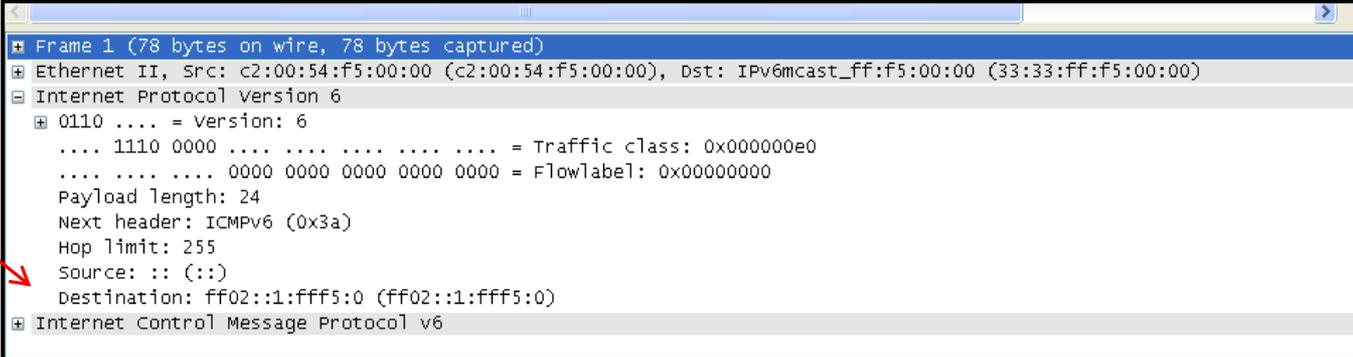 Frame 1 (78 bytes on wire, 78 bytes captured)
Ethernet II, Src: c2:00:54:f5:00:00 (c2:00:54:f5:00:00), Dst: IPv6mcast_ff:f5:00:00 (33:33:ff:f5:00:00)
Internet Protocol Version 6
0110 .... = Version: 6
.... 1110 0000 .... .... .... .... .... = Traffic class: 0x000000e0
.... .... .... 0000 0000 0000 0000 0000 = Flowlabel: 0x00000000
Payload length: 24
Next header: ICMPv6 (0x3a)
Hop limit: 255
Source: :: (::)
Destination: ff02::1:fff5:0 (ff02::1:fff5:0)
Internet Control Message Protocol v6